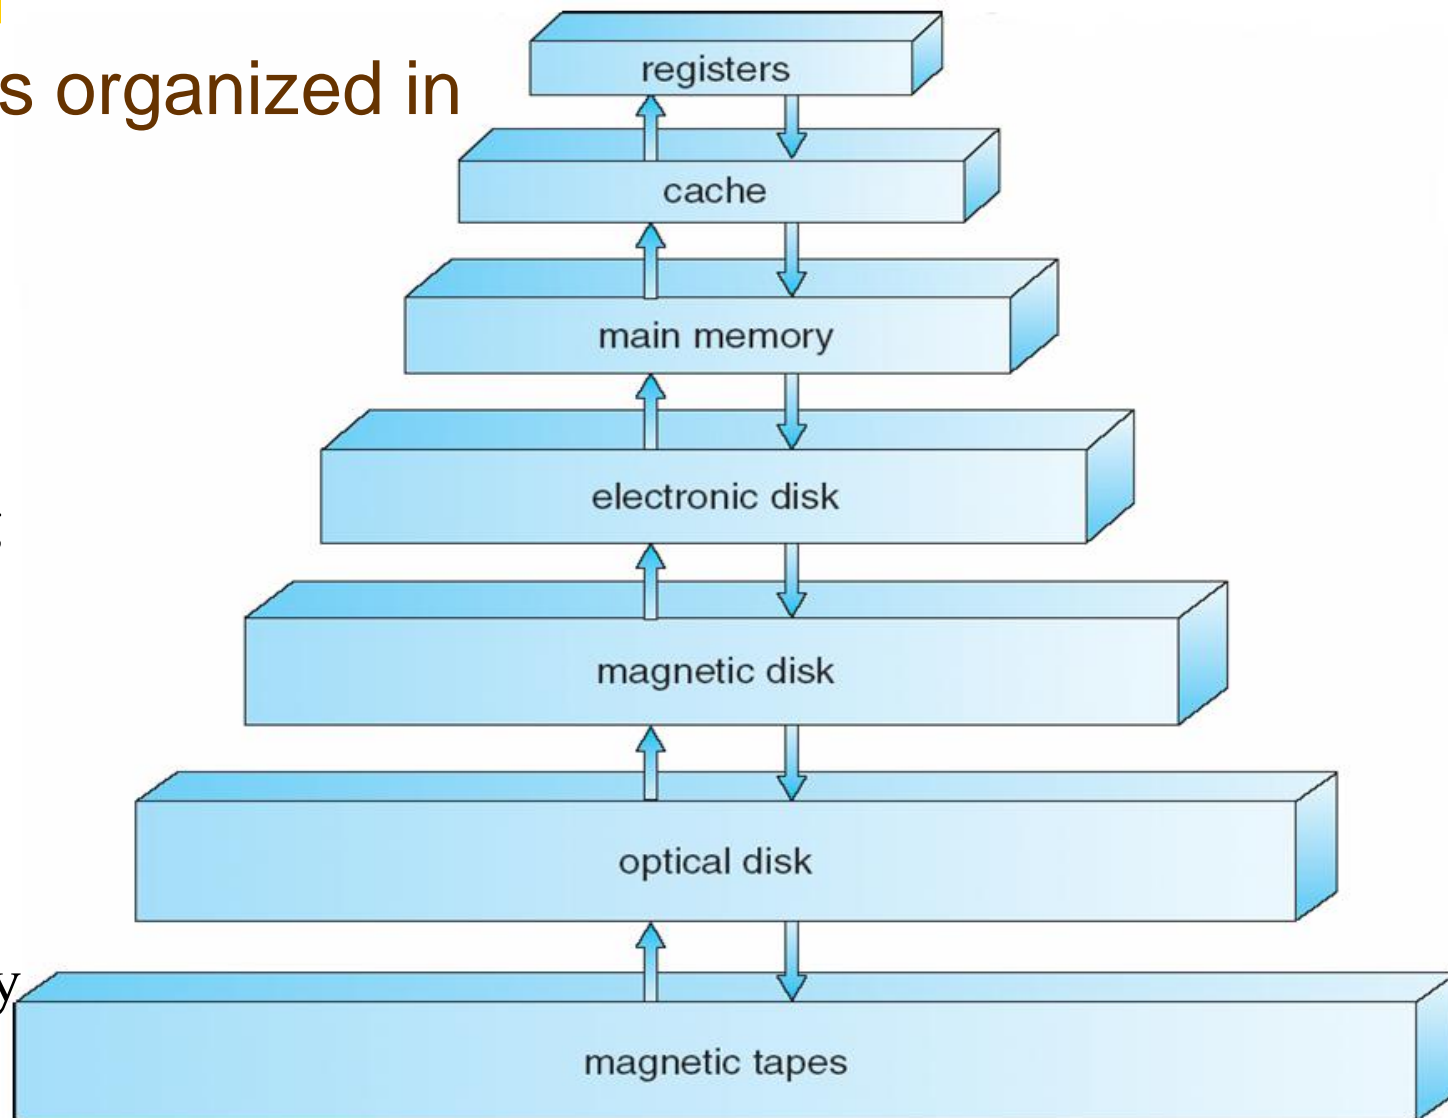 s organized in
registers
cache
main memory
electronic disk
magnetic disk
optical disk
y
magnetic tapes